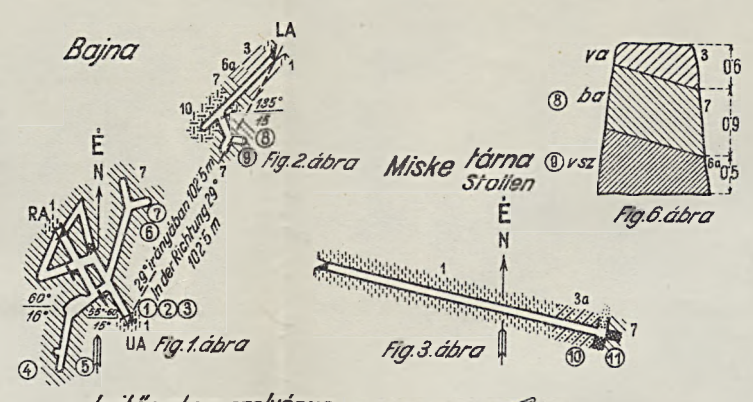 Bajna
LA
3
6a
1
7
10
135°
15
8
9
7
Fig.2.ábra
É
N
7
RA
1
7
6
29° irányában 102·5 m
In der Richtung 29°
102·5 m
60°
16°
15°
1 2 3
1
UA
Fig.1.ábra
4
5
Miske tárna
Stollen
va
3
0·6
8
ba
7
0·9
9
v·sz
6a
0·5
Fig.6.ábra
É
N
1
3a
7
Fig.3.ábra
10
11